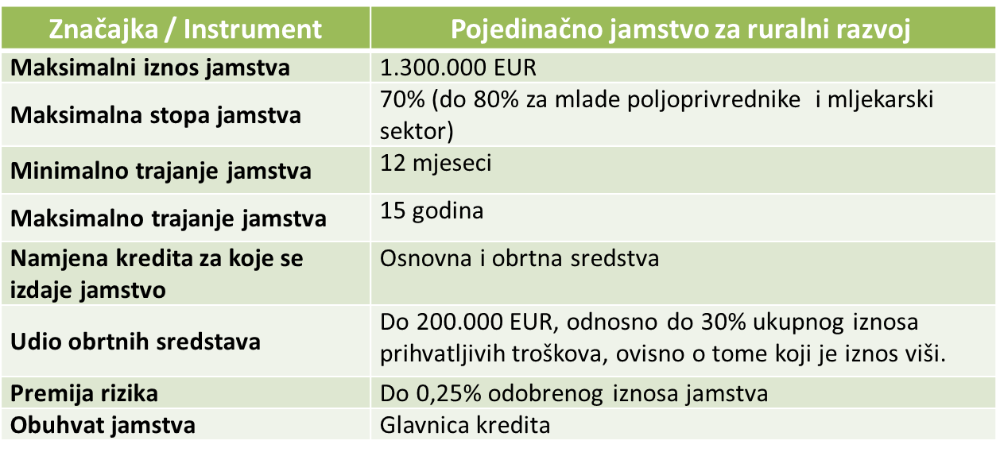 Značajka / Instrument
Pojedinačno jamstvo za ruralni razvoj
Maksimalni iznos jamstva
1.300.000 EUR
Maksimalna stopa jamstva
70% (do 80% za mlade poljoprivrednike i mljekarski
sektor)
Minimalno trajanje jamstva
12 mjeseci
Maksimalno trajanje jamstva
15 godina
Namjena kredita za koje se
izdaje jamstvo
Osnovna i obrtna sredstva
Udio obrtnih sredstava
Do 200.000 EUR, odnosno do 30% ukupnog iznosa
prihvatljivih troškova, ovisno o tome koji je iznos viši.
Premija rizika
Do 0,25% odobrenog iznosa jamstva
Obuhvat jamstva
Glavnica kredita